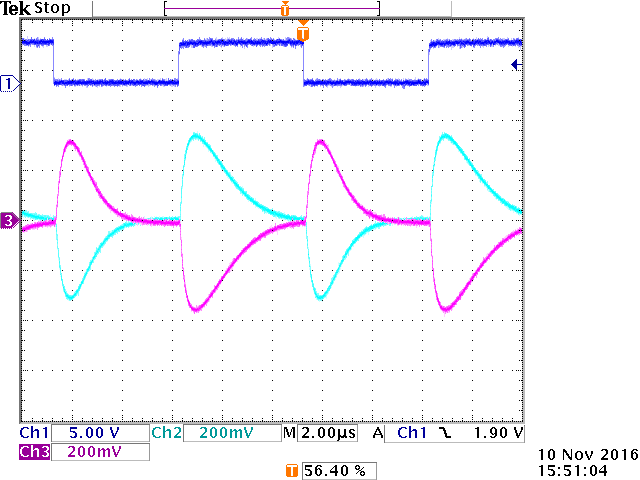 Tek Stop
T
T
1
3
Ch1 5.00 V Ch2 200mV M 2.00µs A Ch1 1.90 V
Ch3 200mV
T 56.40 %
10 Nov 2016
15:51:04